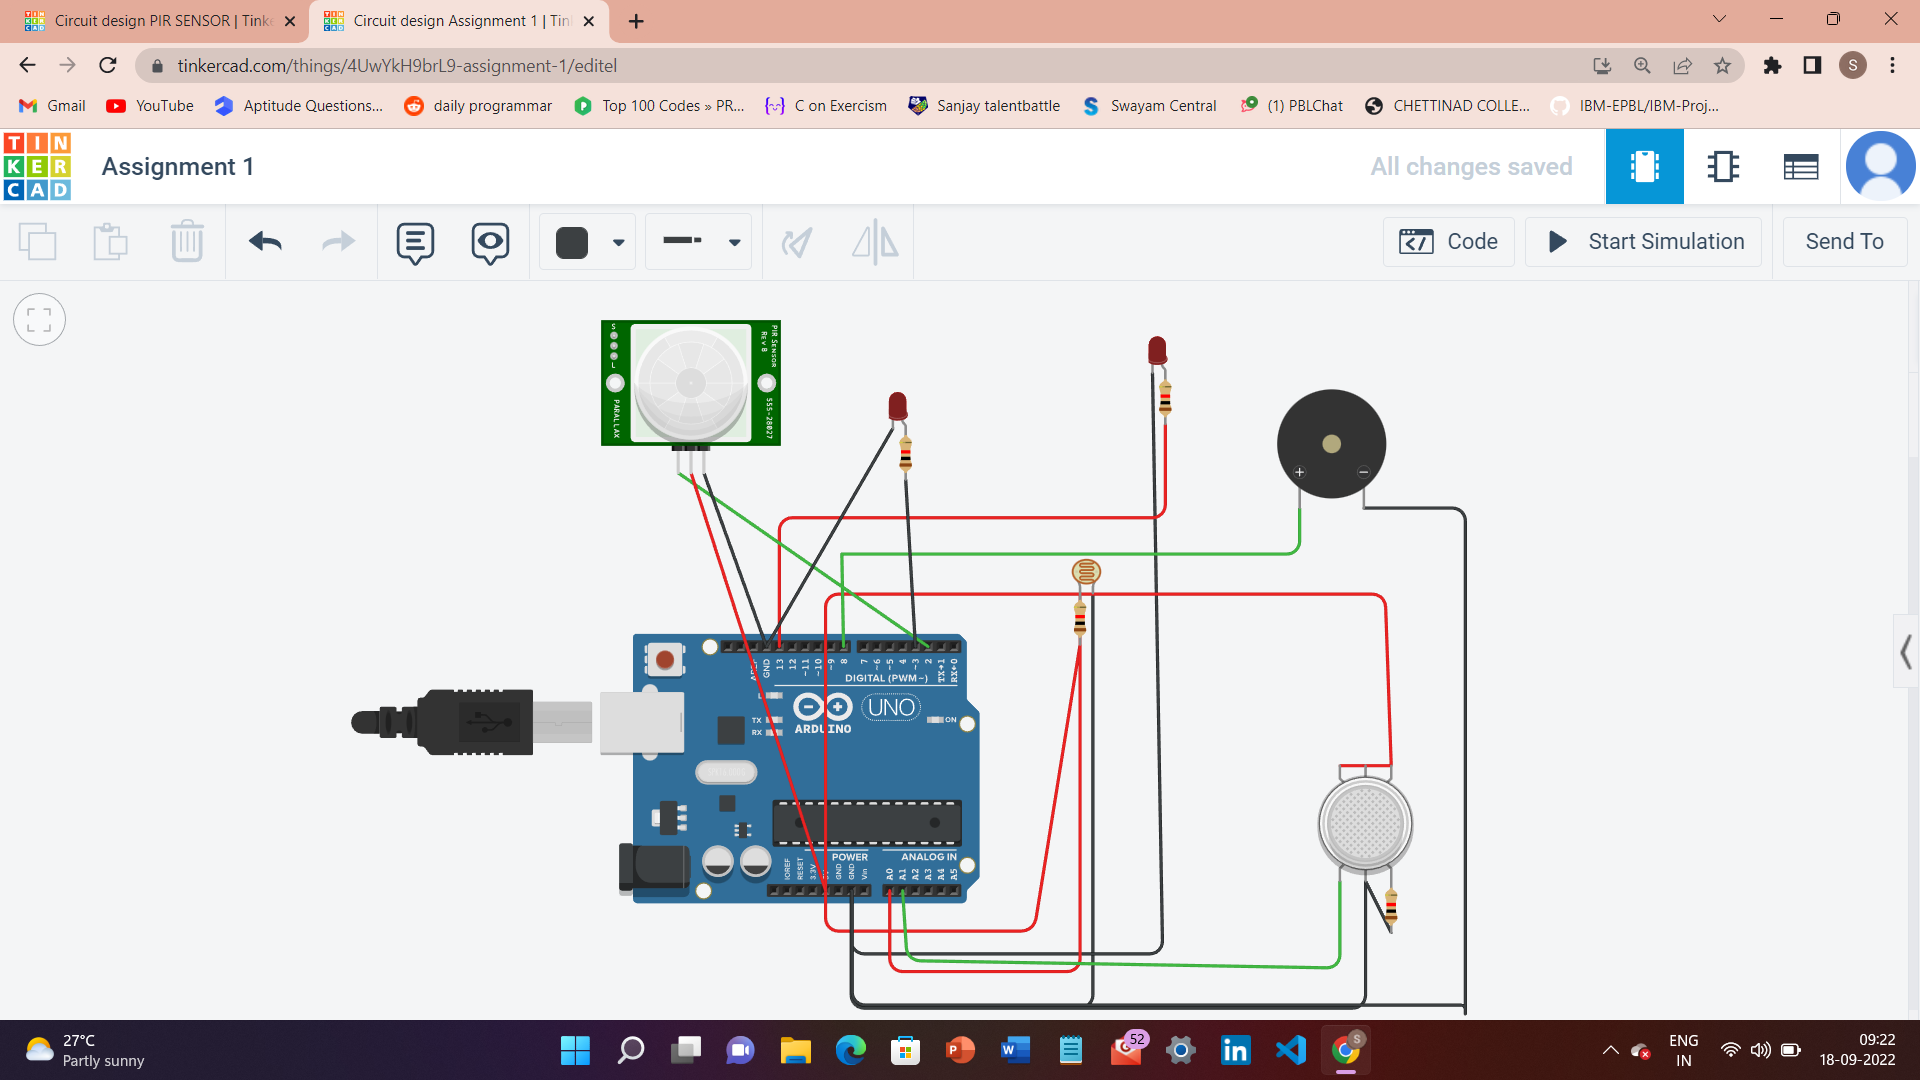 Circuit design PIR SENSOR | Tinke
Circuit design Assignment 1 | Tin
tinkercad.com/things/4UwYkH9brL9-assignment-1/editel
S
Gmail
YouTube
Aptitude Questions...
daily programmar
Top 100 Codes » PR...
C on Exercism
Sanjay talentbattle
Swayam Central
(1) PBLChat
CHETTINAD COLLE...
IBM-EPBL/IBM-Proj...
TIN
KER
CAD
Assignment 1
All changes saved
Code
Start Simulation
Send To
S
L
PIR SENSOR
REV B
PARALLAX
555-28027
+
−
AREF
GND
13
12
~11
~10
~9
8
7
~6
~5
4
~3
2
TX→1
RX←0
DIGITAL (PWM~)
UNO
TX
RX
ARDUINO
ON
POWER
ANALOG IN
IOREF
RESET
3.3V
GND
GND
Vin
A0
A1
A2
A3
A4
A5
27°C
Partly sunny
52
S
ENG
IN
09:22
18-09-2022